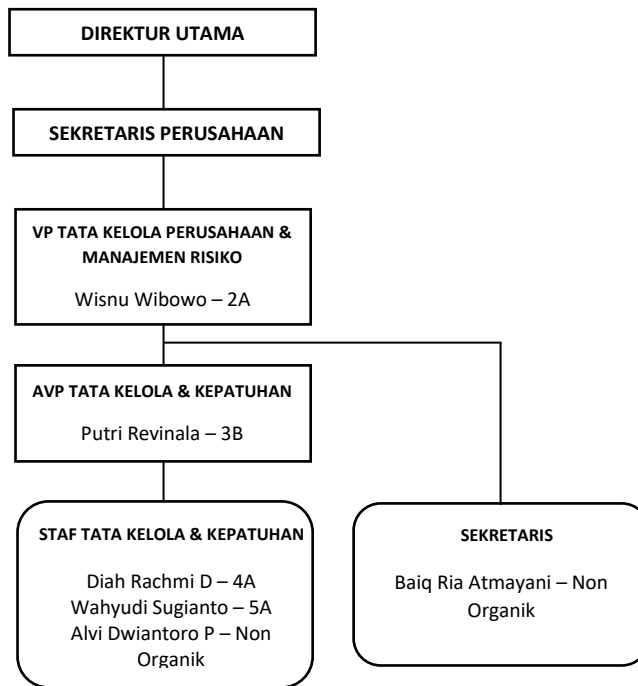 DIREKTUR UTAMA
SEKRETARIS PERUSAHAAN
VP TATA KELOLA PERUSAHAAN &
MANAJEMEN RISIKO
Wisnu Wibowo – 2A
AVP TATA KELOLA & KEPATUHAN
Putri Revinala – 3B
STAF TATA KELOLA & KEPATUHAN
Diah Rachmi D – 4A
Wahyudi Sugianto – 5A
Alvi Dwiantoro P – Non
Organik
SEKRETARIS
Baiq Ria Atmayani – Non
Organik